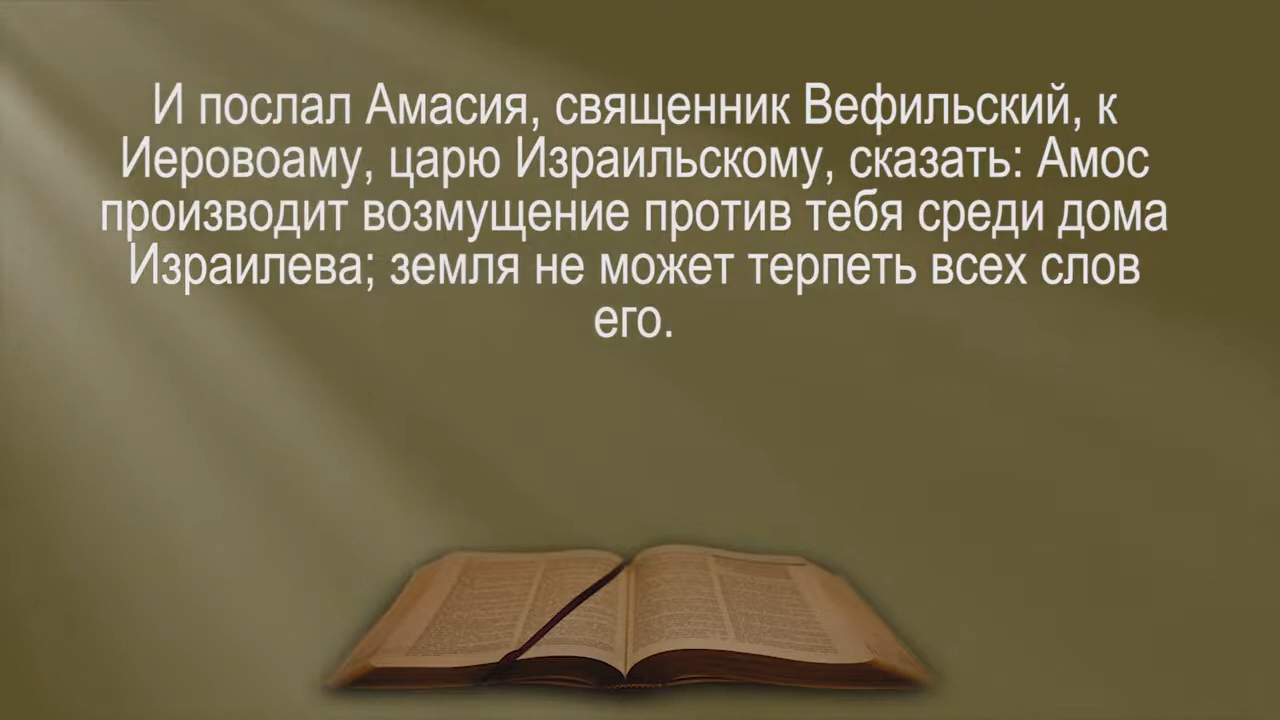 И послал Амасия, священник Вефильский, к
Иеровоаму, царю Израильскому, сказать: Амос
производит возмущение против тебя среди дома
Израилева; земля не может терпеть всех слов
его.